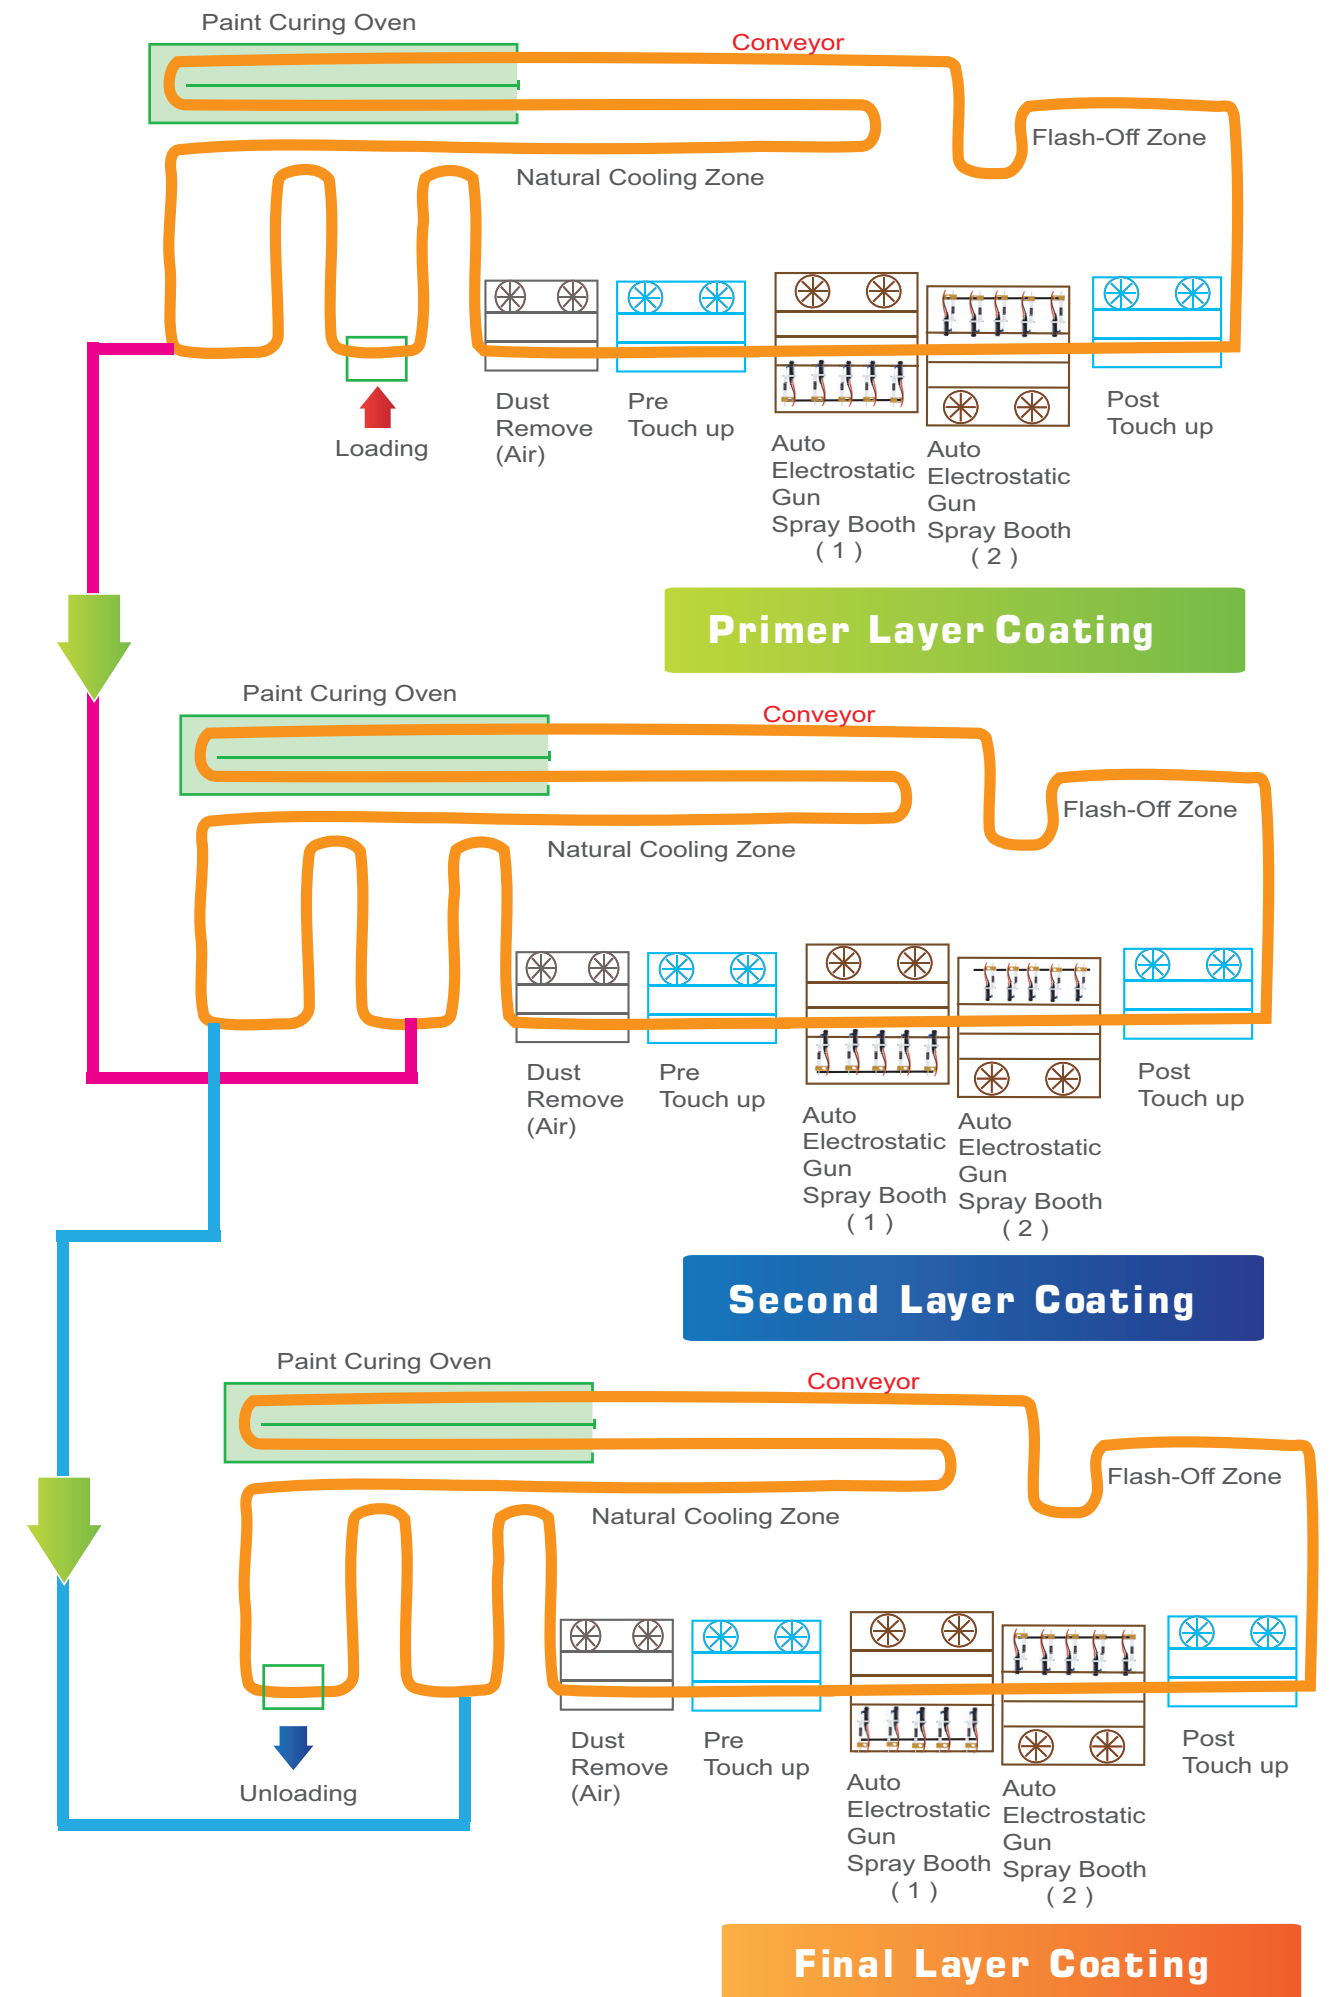 Paint Curing Oven
Conveyor
Flash-Off Zone
Natural Cooling Zone
Loading
Dust
Remove
(Air)
Pre
Touch up
Auto
Electrostatic
Gun
Spray Booth
( 1 )
Auto
Electrostatic
Gun
Spray Booth
( 2 )
Post
Touch up
Primer Layer Coating
Paint Curing Oven
Conveyor
Flash-Off Zone
Natural Cooling Zone
Dust
Remove
(Air)
Pre
Touch up
Auto
Electrostatic
Gun
Spray Booth
( 1 )
Auto
Electrostatic
Gun
Spray Booth
( 2 )
Post
Touch up
Second Layer Coating
Paint Curing Oven
Conveyor
Flash-Off Zone
Natural Cooling Zone
Unloading
Dust
Remove
(Air)
Pre
Touch up
Auto
Electrostatic
Gun
Spray Booth
( 1 )
Auto
Electrostatic
Gun
Spray Booth
( 2 )
Post
Touch up
Final Layer Coating